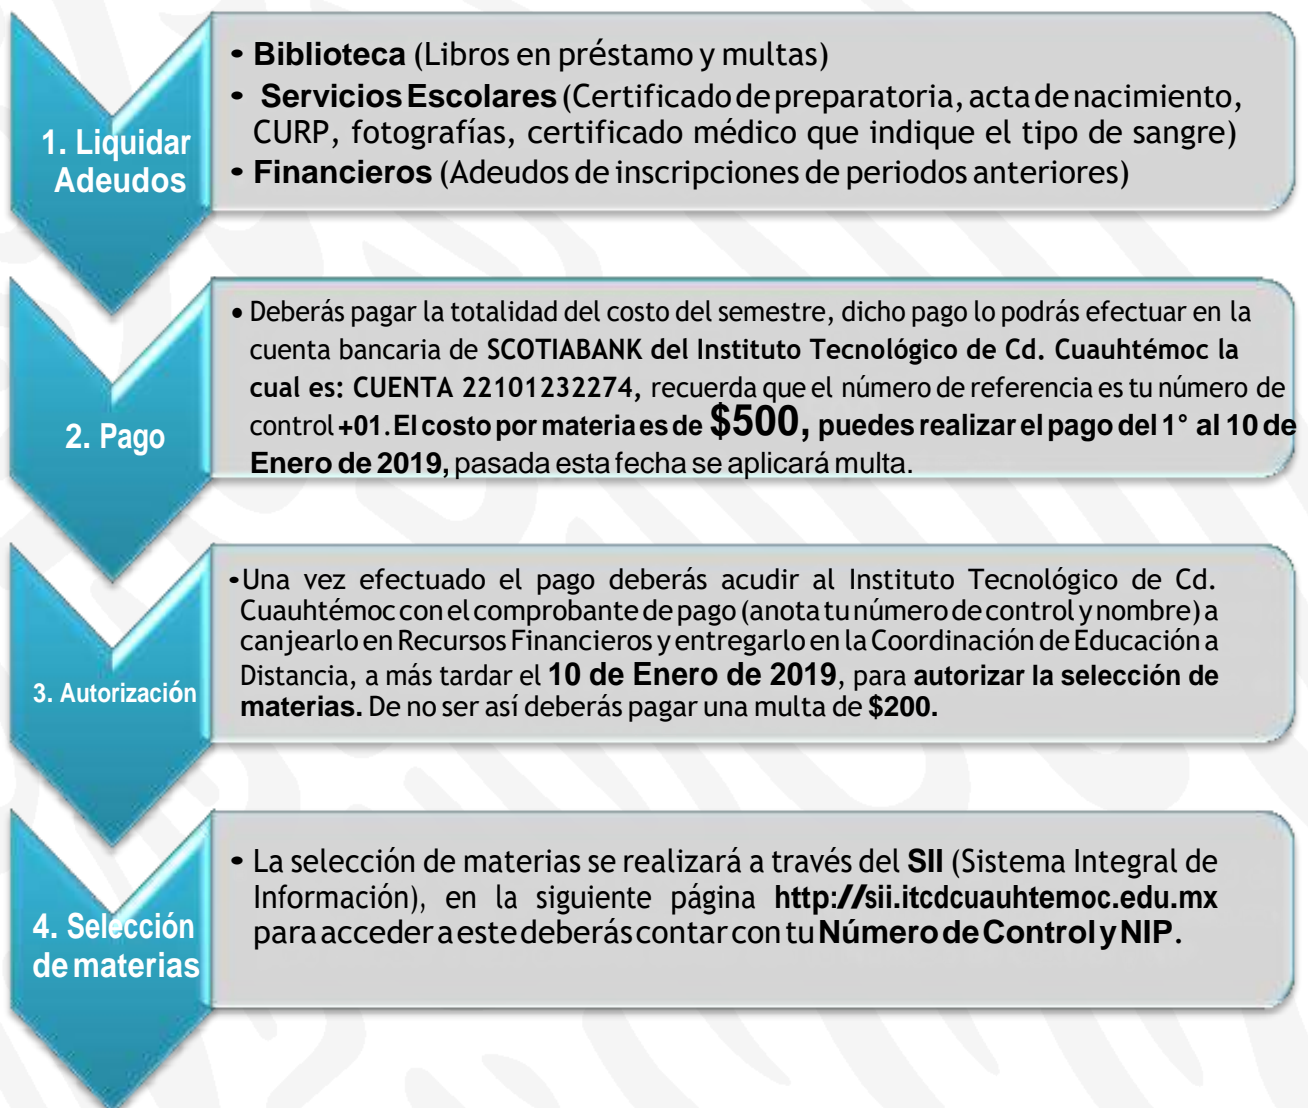 1. Liquidar
Adeudos
• Biblioteca (Libros en préstamo y multas)
• Servicios Escolares (Certificado de preparatoria, acta de nacimiento,
CURP, fotografías, certificado médico que indique el tipo de sangre)
• Financieros (Adeudos de inscripciones de periodos anteriores)
2. Pago
• Deberás pagar la totalidad del costo del semestre, dicho pago lo podrás efectuar en la
cuenta bancaria de SCOTIABANK del Instituto Tecnológico de Cd. Cuauhtémoc la
cual es: CUENTA 22101232274, recuerda que el número de referencia es tu número de
control +01. El costo por materia es de $500, puedes realizar el pago del 1° al 10 de
Enero de 2019, pasada esta fecha se aplicará multa.
3. Autorización
•Una vez efectuado el pago deberás acudir al Instituto Tecnológico de Cd.
Cuauhtémoc con el comprobante de pago (anota tu número de control y nombre) a
canjearlo en Recursos Financieros y entregarlo en la Coordinación de Educación a
Distancia, a más tardar el 10 de Enero de 2019, para autorizar la selección de
materias. De no ser así deberás pagar una multa de $200.
4. Selección
de materias
• La selección de materias se realizará a través del SII (Sistema Integral de
Información), en la siguiente página http://sii.itcdcuauhtemoc.edu.mx
para acceder a este deberás contar con tu Número de Control y NIP.